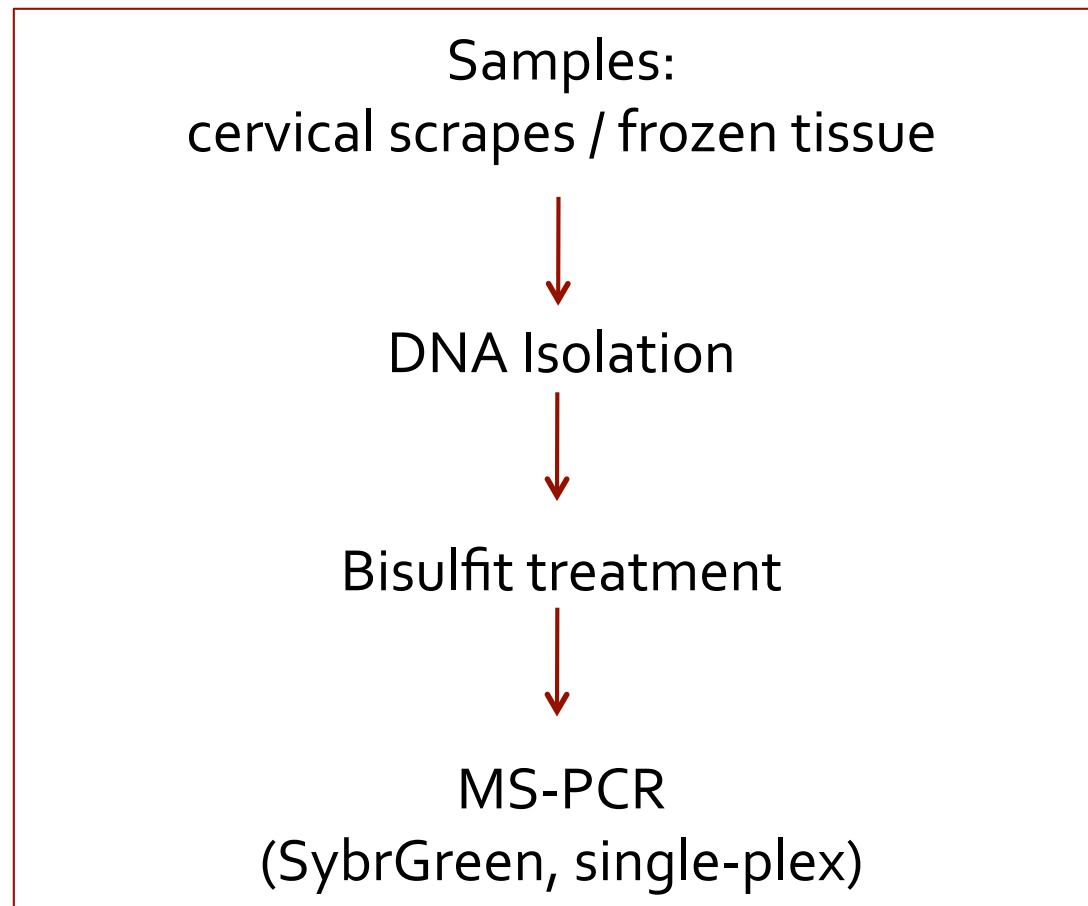 Samples:
cervical scrapes / frozen tissue
DNA Isolation
Bisulfit treatment
MS-PCR
(SybrGreen, single-plex)